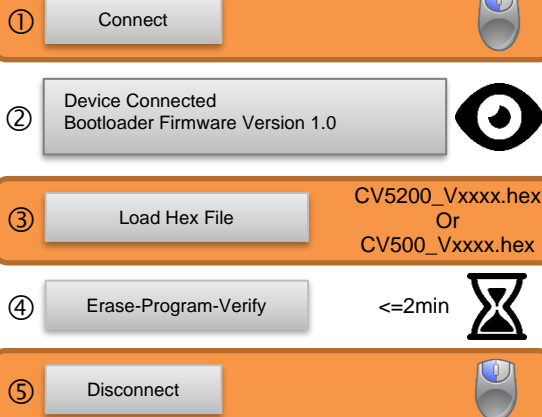 ① Connect
② Device Connected
Bootloader Firmware Version 1.0
③ Load Hex File
CV5200_Vxxxx.hex
Or
CV500_Vxxxx.hex
④ Erase-Program-Verify <=2min
⑤ Disconnect